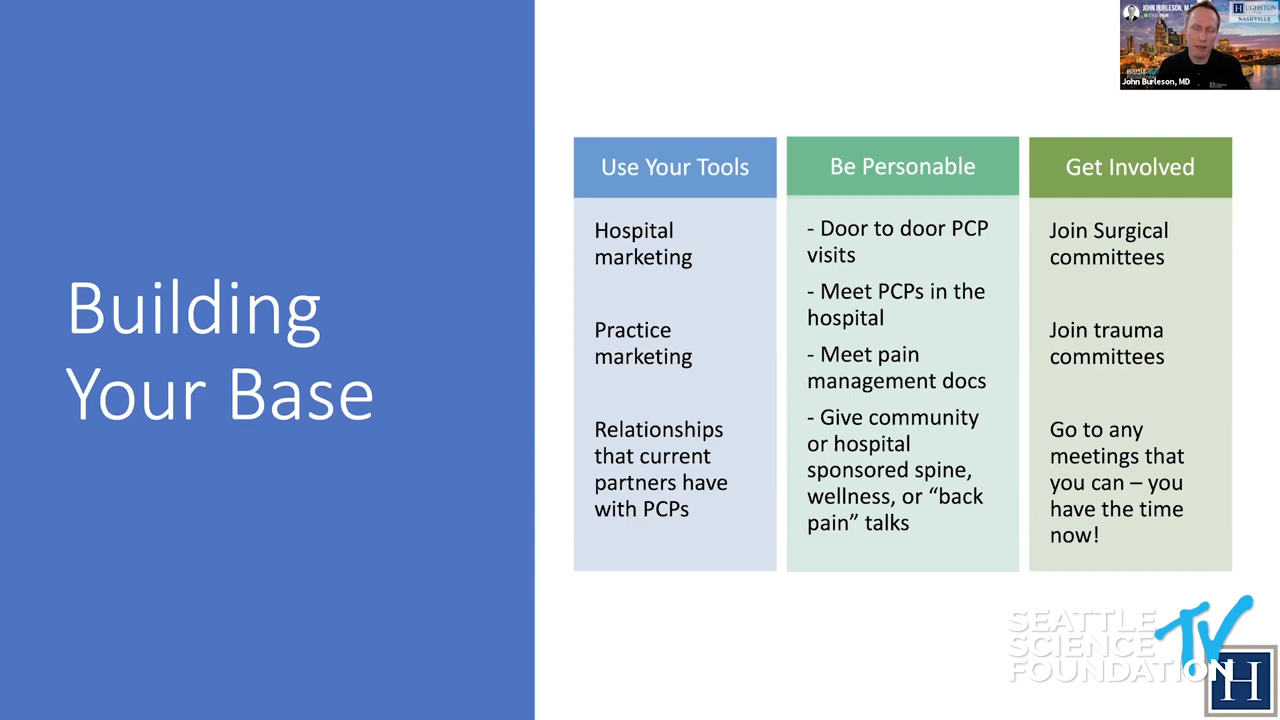 JOHN BURLESON, M
HUGHSTON
NASHVILLE
John Burleson, MD
Building
Your Base
Use Your Tools
Hospital
marketing
Practice
marketing
Relationships
that current
partners have
with PCPs
Be Personable
- Door to door PCP
visits
- Meet PCPs in the
hospital
- Meet pain
management docs
- Give community
or hospital
sponsored spine,
wellness, or “back
pain” talks
Get Involved
Join Surgical
committees
Join trauma
committees
Go to any
meetings that
you can – you
have the time
now!
SEATTLE
SCIENCE
FOUNDATION
TV
H